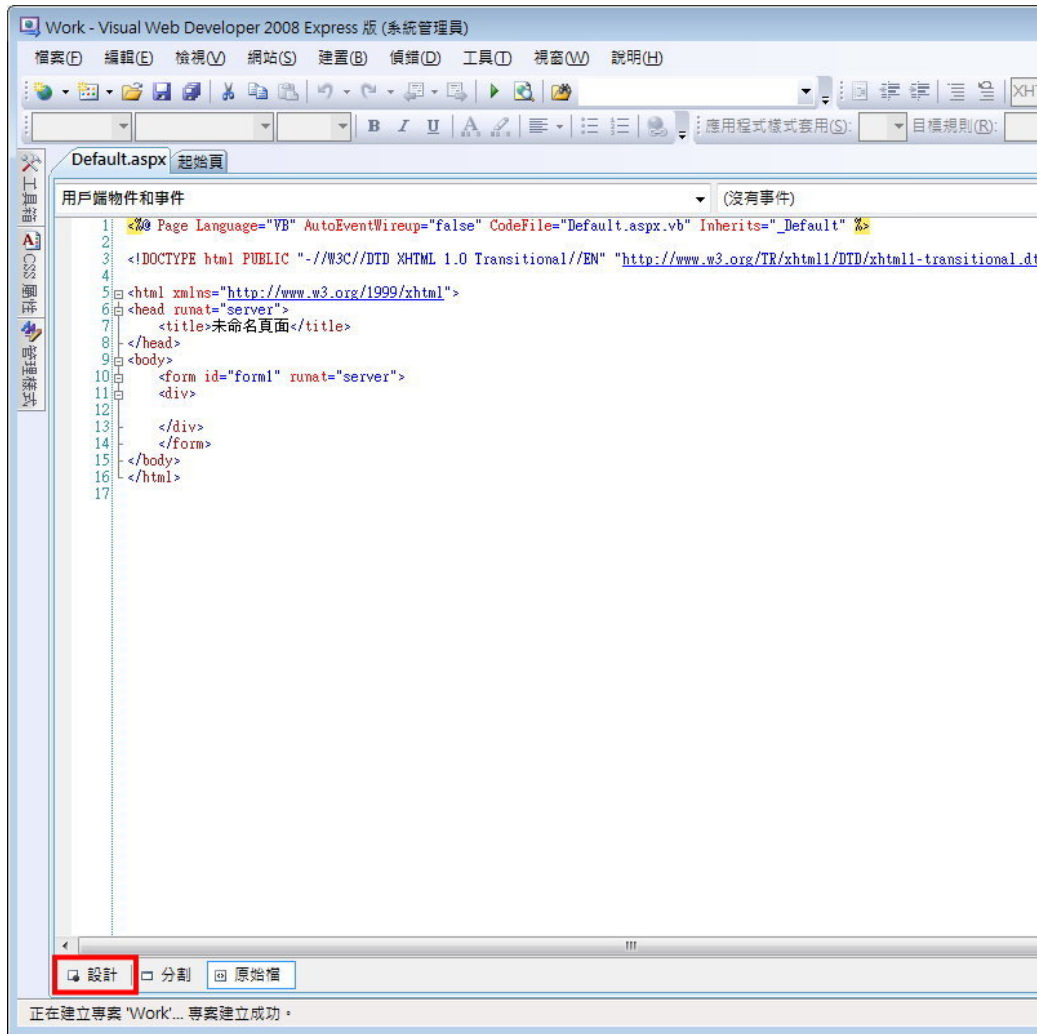 Work - Visual Web Developer 2008 Express 版 (系統管理員)
檔案(F) 編輯(E) 檢視(V) 網站(S) 建置(B) 偵錯(D) 工具(T) 視窗(W) 說明(H)
XHT
B I U A 應用程式樣式套用(S): 目標規則(R):
Default.aspx 起始頁
工具箱
CSS 屬性
管理樣式
用戶端物件和事件 (沒有事件)
1 <%@ Page Language="VB" AutoEventWireup="false" CodeFile="Default.aspx.vb" Inherits="_Default" %>
2
3 <!DOCTYPE html PUBLIC "-//W3C//DTD XHTML 1.0 Transitional//EN" "http://www.w3.org/TR/xhtml1/DTD/xhtml1-transitional.dt
4
5 <html xmlns="http://www.w3.org/1999/xhtml">
6 <head runat="server">
7 <title>未命名頁面</title>
8 </head>
9 <body>
10 <form id="form1" runat="server">
11 <div>
12
13 </div>
14 </form>
15 </body>
16 </html>
17
設計 分割 原始檔
正在建立專案 'Work'... 專案建立成功。